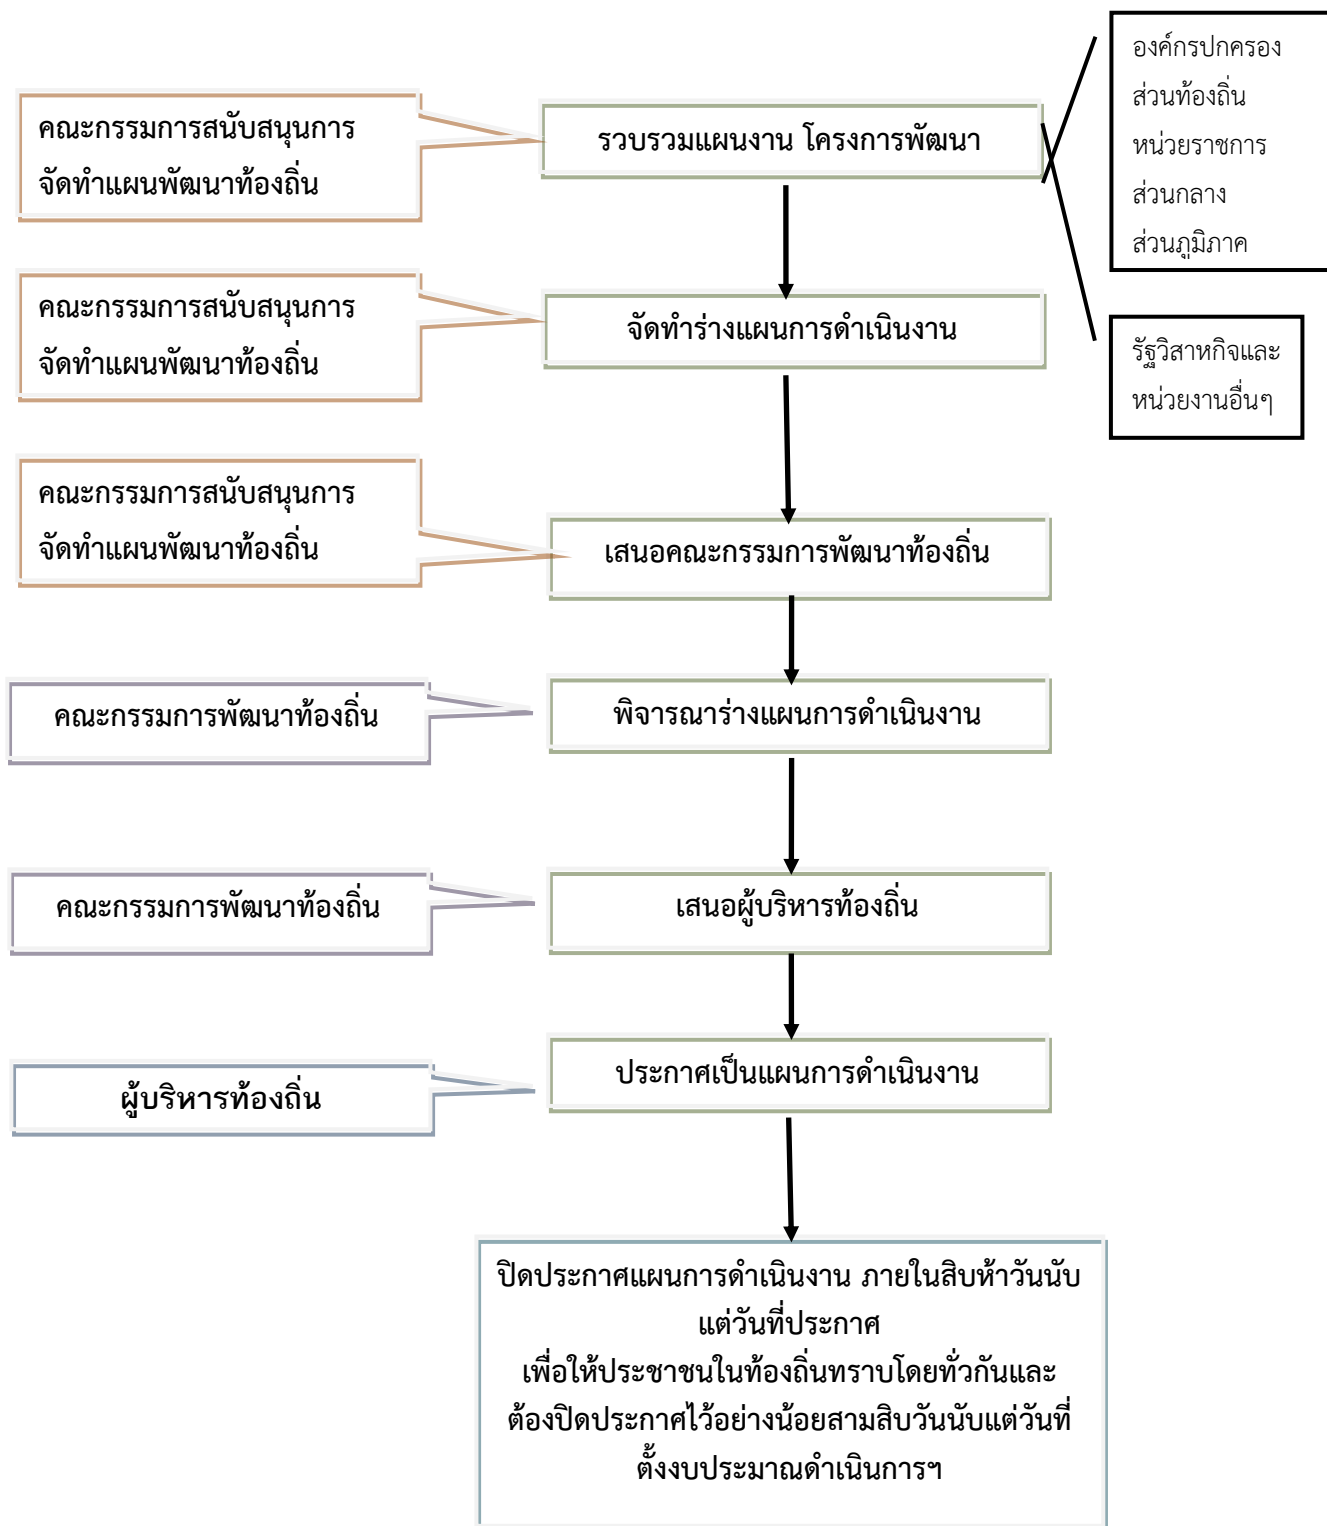 องค์กรปกครอง
ส่วนท้องถิ่น
หน่วยราชการ
ส่วนกลาง
ส่วนภูมิภาค
คณะกรรมการสนับสนุนการ
จัดทำแผนพัฒนาท้องถิ่น
รวบรวมแผนงาน โครงการพัฒนา
คณะกรรมการสนับสนุนการ
จัดทำแผนพัฒนาท้องถิ่น
จัดทำร่างแผนการดำเนินงาน
รัฐวิสาหกิจและ
หน่วยงานอื่นๆ
คณะกรรมการสนับสนุนการ
จัดทำแผนพัฒนาท้องถิ่น
เสนอคณะกรรมการพัฒนาท้องถิ่น
คณะกรรมการพัฒนาท้องถิ่น
พิจารณาร่างแผนการดำเนินงาน
คณะกรรมการพัฒนาท้องถิ่น
เสนอผู้บริหารท้องถิ่น
ผู้บริหารท้องถิ่น
ประกาศเป็นแผนการดำเนินงาน
ปิดประกาศแผนการดำเนินงาน ภายในสิบห้าวันนับ
แต่วันที่ประกาศ
เพื่อให้ประชาชนในท้องถิ่นทราบโดยทั่วกันและ
ต้องปิดประกาศไว้อย่างน้อยสามสิบวันนับแต่วันที่
ตั้งงบประมาณดำเนินการฯ